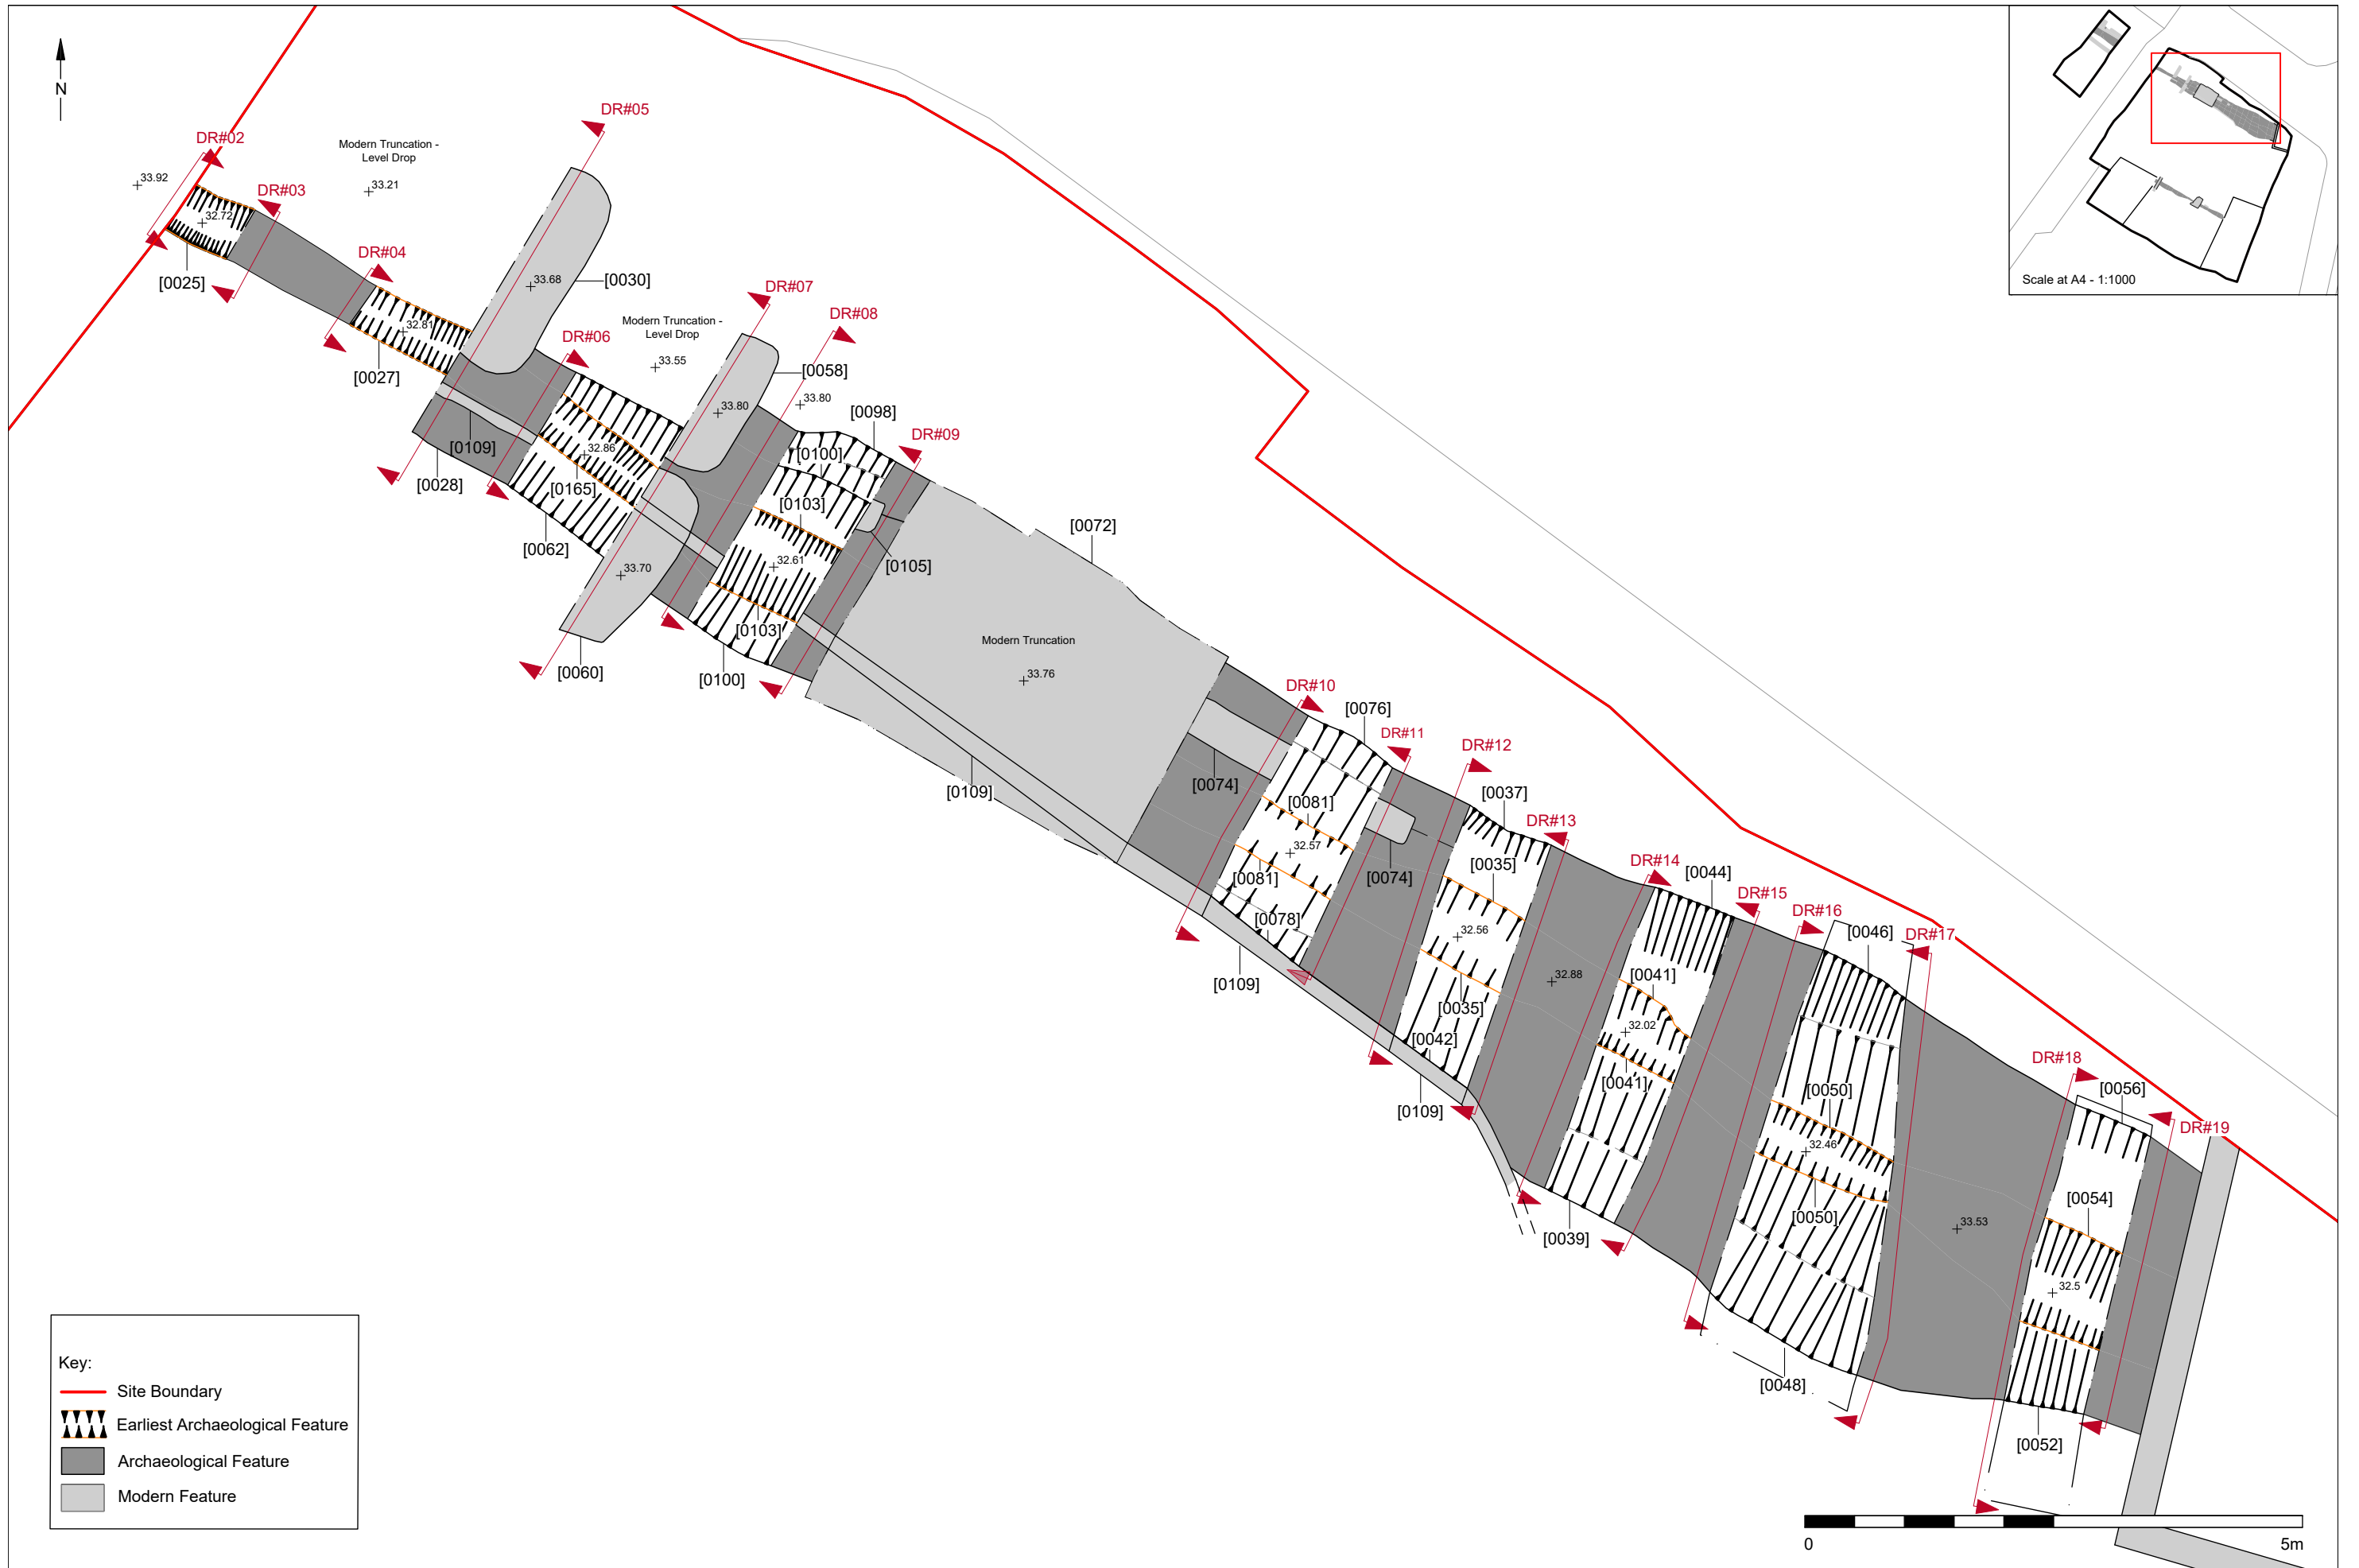 N
DR#02
33.92
Modern Truncation -
Level Drop
33.21
DR#03
32.72
[0025]
DR#04
32.81
[0027]
DR#05
33.68
[0030]
Modern Truncation -
Level Drop
33.55
DR#06
[0109]
[0028]
32.86
[0165]
[0062]
DR#07
DR#08
[0058]
33.80
33.80
33.70
[0060]
[0098]
[0100]
DR#09
[0103]
32.61
[0105]
[0103]
[0100]
[0072]
Modern Truncation
33.76
[0109]
[0074]
DR#10
[0076]
DR#11
[0081]
32.57
[0081]
[0078]
[0074]
[0109]
DR#12
[0037]
DR#13
[0035]
32.56
[0035]
[0042]
[0109]
32.88
DR#14
[0044]
DR#15
[0041]
32.02
[0041]
[0039]
DR#16
[0046]
DR#17
[0050]
32.46
[0050]
[0048]
33.53
DR#18
[0056]
DR#19
[0054]
32.5
[0052]
Scale at A4 - 1:1000
Key:
Site Boundary
Earliest Archaeological Feature
Archaeological Feature
Modern Feature
0 5m